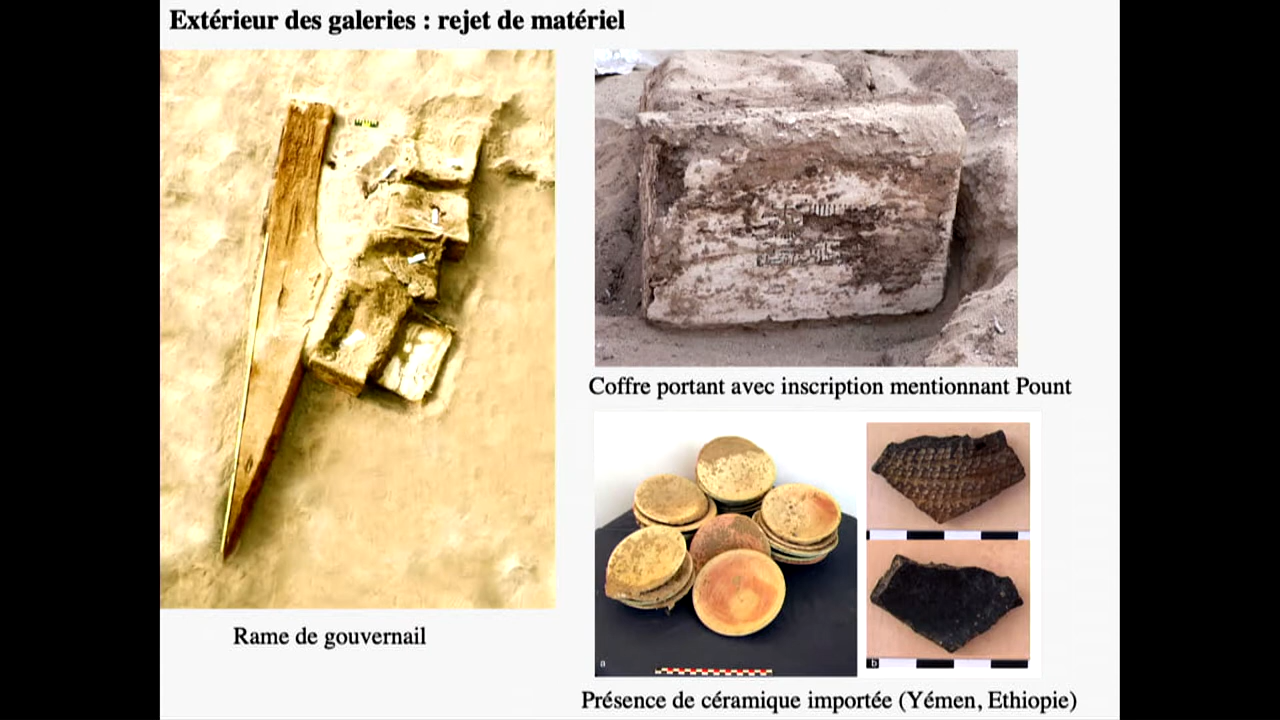 Extérieur des galeries : rejet de matériel
Coffre portant avec inscription mentionnant Pount
a
b
Rame de gouvernail
Présence de céramique importée (Yémen, Ethiopie)